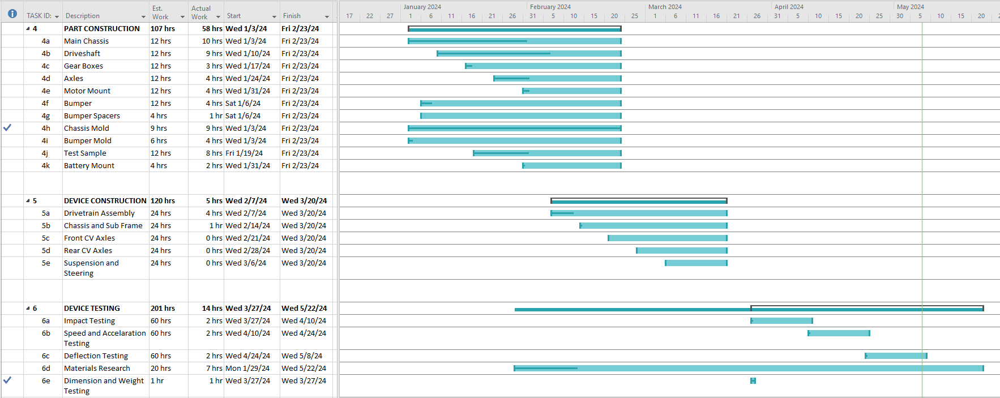 January 2024 February 2024 March 2024 April 2024 May 2024
TASK ID: Description Est. Work Actual Work Start Finish 17 22 27 1 6 11 16 21 26 31 5 10 15 20 25 1 6 11 16 21 26 31 5 10 15 20 25 30 5 10 15 20
4 PART CONSTRUCTION 107 hrs 58 hrs Wed 1/3/24 Fri 2/23/24
4a Main Chassis 12 hrs 10 hrs Wed 1/3/24 Fri 2/23/24
4b Driveshaft 12 hrs 9 hrs Wed 1/10/24 Fri 2/23/24
4c Gear Boxes 12 hrs 3 hrs Wed 1/17/24 Fri 2/23/24
4d Axles 12 hrs 4 hrs Wed 1/24/24 Fri 2/23/24
4e Motor Mount 12 hrs 4 hrs Wed 1/31/24 Fri 2/23/24
4f Bumper 12 hrs 4 hrs Sat 1/6/24 Fri 2/23/24
4g Bumper Spacers 4 hrs 1 hr Sat 1/6/24 Fri 2/23/24
4h Chassis Mold 9 hrs 9 hrs Wed 1/3/24 Fri 2/23/24
4i Bumper Mold 6 hrs 4 hrs Wed 1/3/24 Fri 2/23/24
4j Test Sample 12 hrs 8 hrs Fri 1/19/24 Fri 2/23/24
4k Battery Mount 4 hrs 2 hrs Wed 1/31/24 Fri 2/23/24
5 DEVICE CONSTRUCTION 120 hrs 5 hrs Wed 2/7/24 Wed 3/20/24
5a Drivetrain Assembly 24 hrs 4 hrs Wed 2/7/24 Wed 3/20/24
5b Chassis and Sub Frame 24 hrs 1 hr Wed 2/14/24 Wed 3/20/24
5c Front CV Axles 24 hrs 0 hrs Wed 2/21/24 Wed 3/20/24
5d Rear CV Axles 24 hrs 0 hrs Wed 2/28/24 Wed 3/20/24
5e Suspension and 24 hrs 0 hrs Wed 3/6/24 Wed 3/20/24
Steering
6 DEVICE TESTING 201 hrs 14 hrs Wed 3/27/24 Wed 5/22/24
6a Impact Testing 60 hrs 2 hrs Wed 3/27/24 Wed 4/10/24
6b Speed and Accelaration 60 hrs 2 hrs Wed 4/10/24 Wed 4/24/24
Testing
6c Deflection Testing 60 hrs 2 hrs Wed 4/24/24 Wed 5/8/24
6d Materials Research 20 hrs 7 hrs Mon 1/29/24 Wed 5/22/24
6e Dimension and Weight 1 hr 1 hr Wed 3/27/24 Wed 3/27/24
Testing